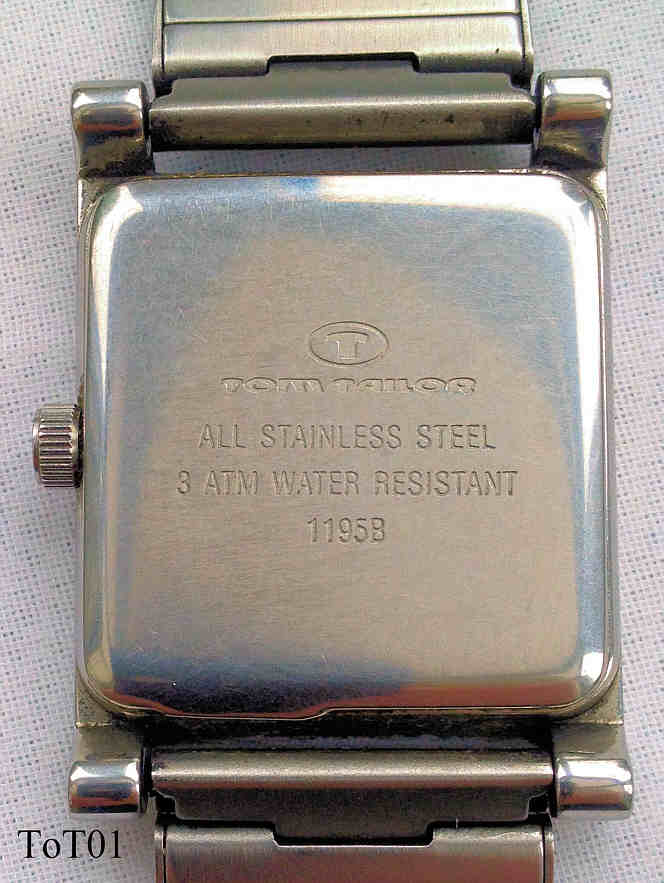 T
TOM TAILOR
ALL STAINLESS STEEL
3 ATM WATER RESISTANT
1195B
ToT01